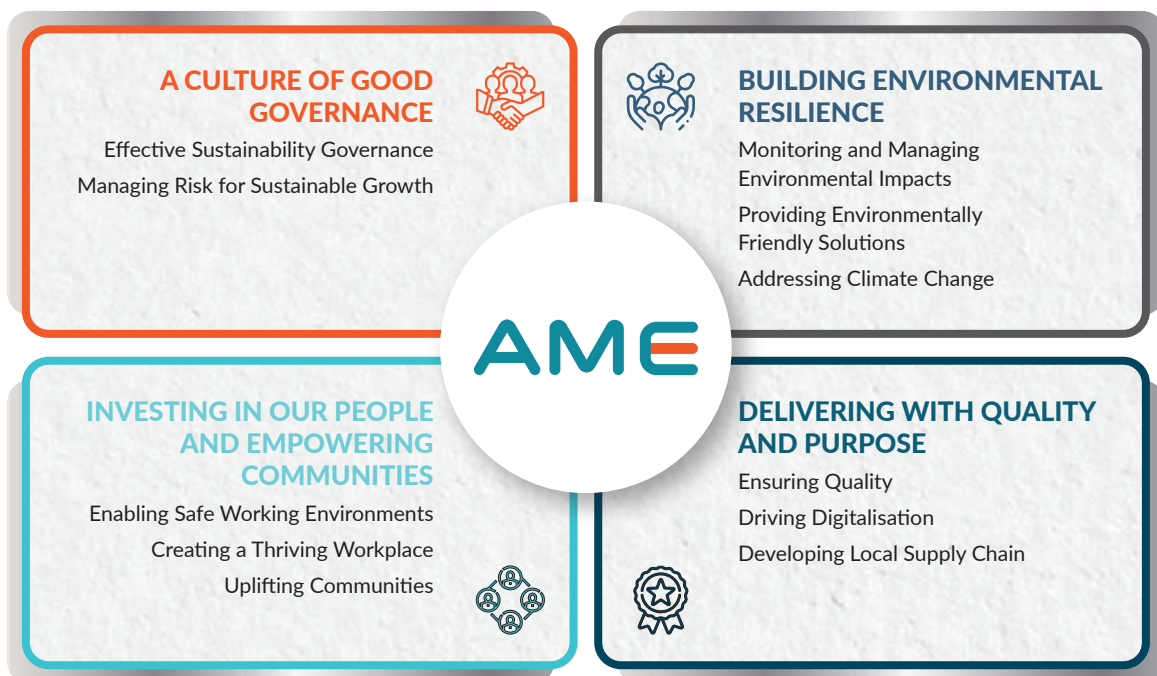 A CULTURE OF GOOD
GOVERNANCE
Effective Sustainability Governance
Managing Risk for Sustainable Growth
BUILDING ENVIRONMENTAL
RESILIENCE
Monitoring and Managing
Environmental Impacts
Providing Environmentally
Friendly Solutions
Addressing Climate Change
AME
INVESTING IN OUR PEOPLE
AND EMPOWERING
COMMUNITIES
Enabling Safe Working Environments
Creating a Thriving Workplace
Uplifting Communities
DELIVERING WITH QUALITY
AND PURPOSE
Ensuring Quality
Driving Digitalisation
Developing Local Supply Chain